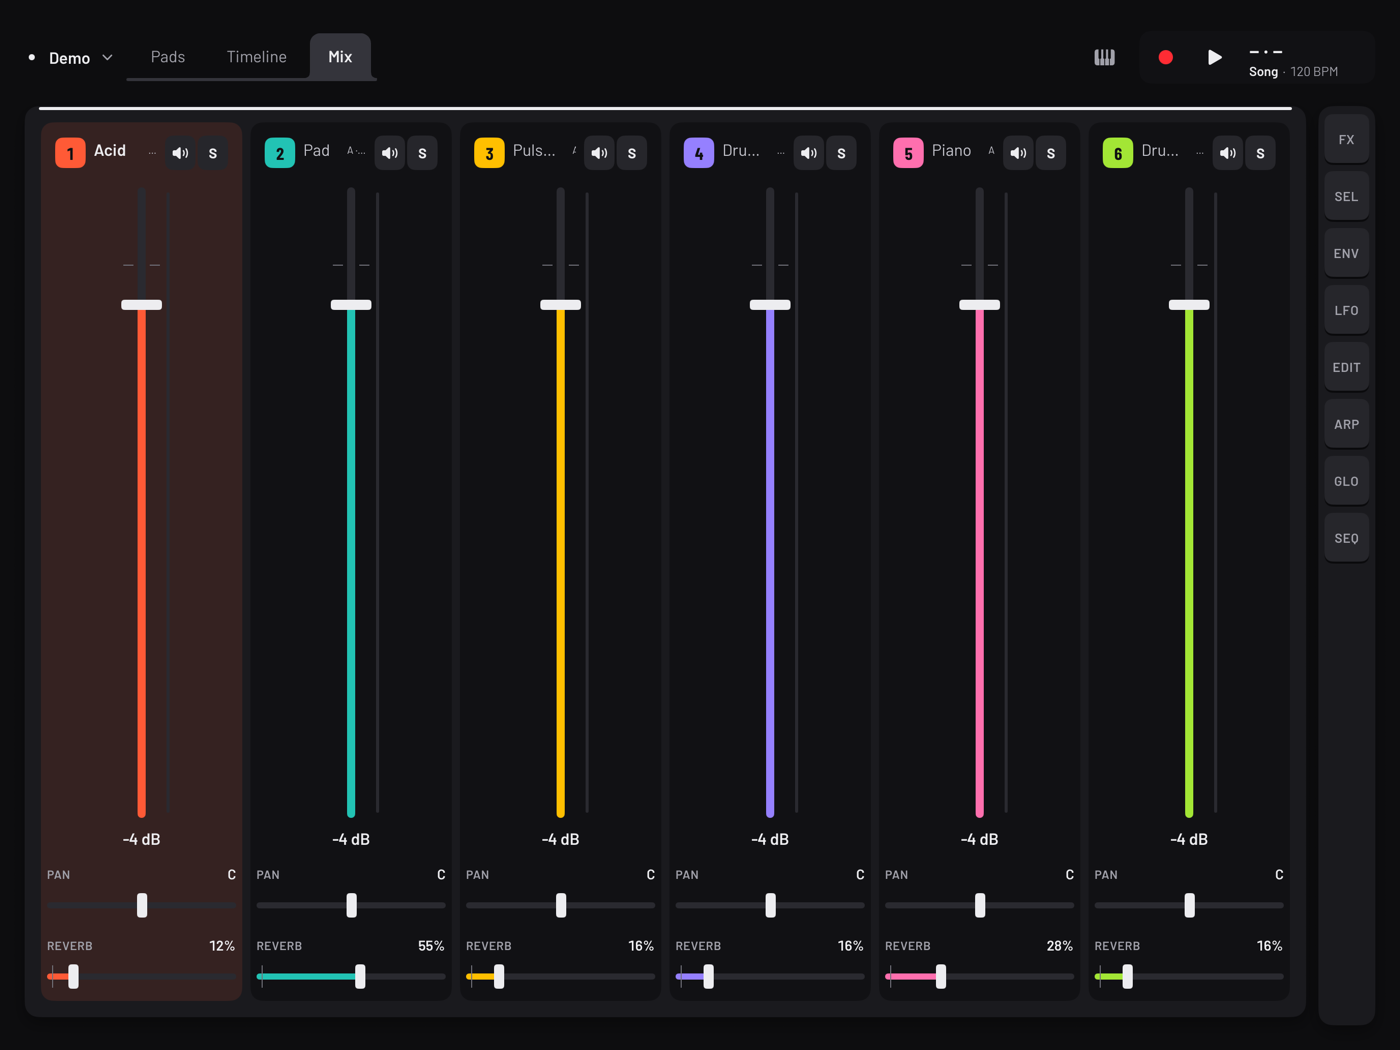 Demo
Pads
Timeline
Mix
– · –
Song · 120 BPM
1 Acid ... S
2 Pad A ·... S
3 Puls... S
4 Dru... ... S
5 Piano A S
6 Dru... ... S
-4 dB
-4 dB
-4 dB
-4 dB
-4 dB
-4 dB
PAN C
PAN C
PAN C
PAN C
PAN C
PAN C
REVERB 12%
REVERB 55%
REVERB 16%
REVERB 16%
REVERB 28%
REVERB 16%
FX
SEL
ENV
LFO
EDIT
ARP
GLO
SEQ